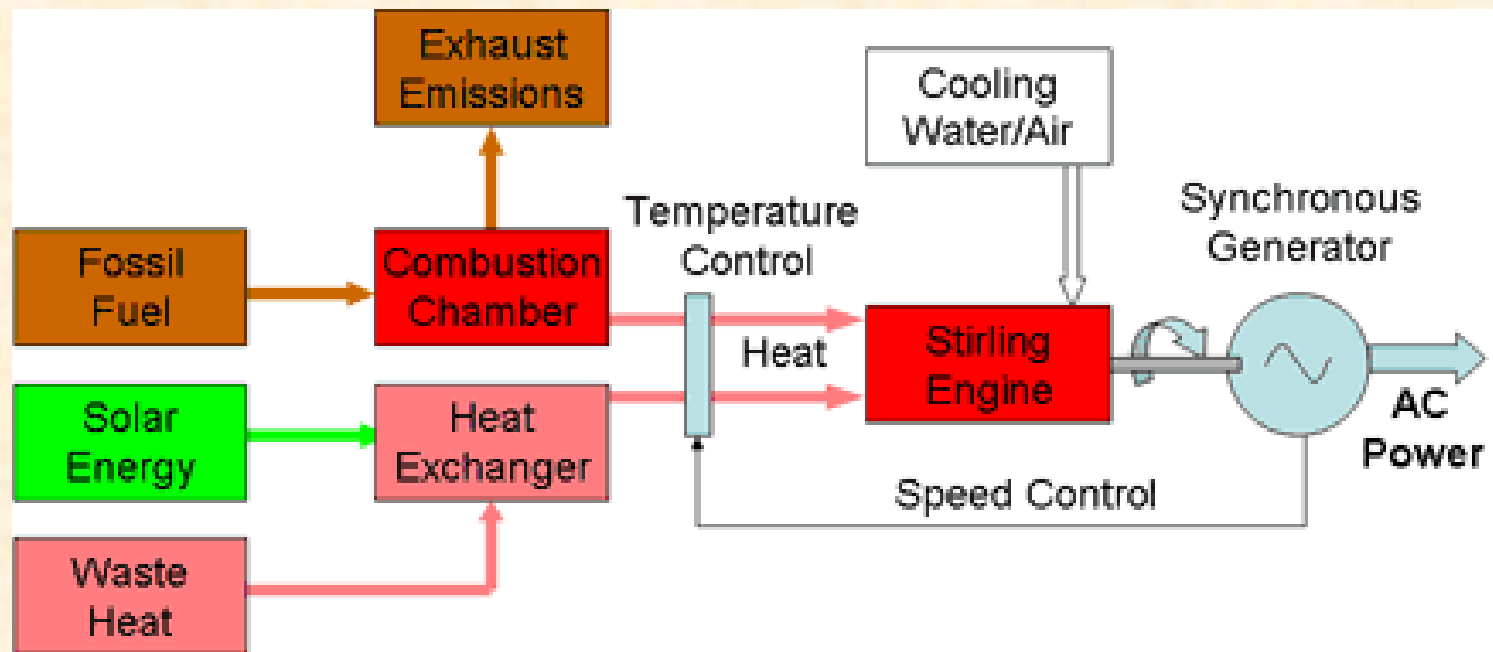 Exhaust
Emissions
Cooling
Water/Air
Temperature
Control
Synchronous
Generator
Fossil
Fuel
Combustion
Chamber
Heat
Stirling
Engine
AC
Power
Solar
Energy
Heat
Exchanger
Speed Control
Waste
Heat